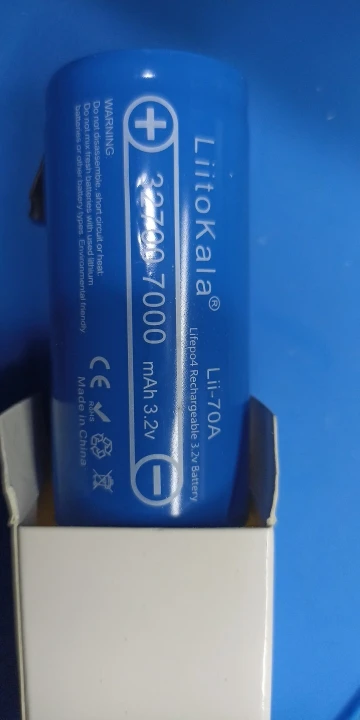 LiitoKala®
Lii-70A
Lifepo4 Rechargeable 3.2v Battery
+
32700-7000 mAh 3.2v
-
WARNING
Do not disassemble, short circuit or heat:
Do not mix fresh batteries with used lithium
batteries or other battery types. Environmental friendly
CE
RoHS
Made in China